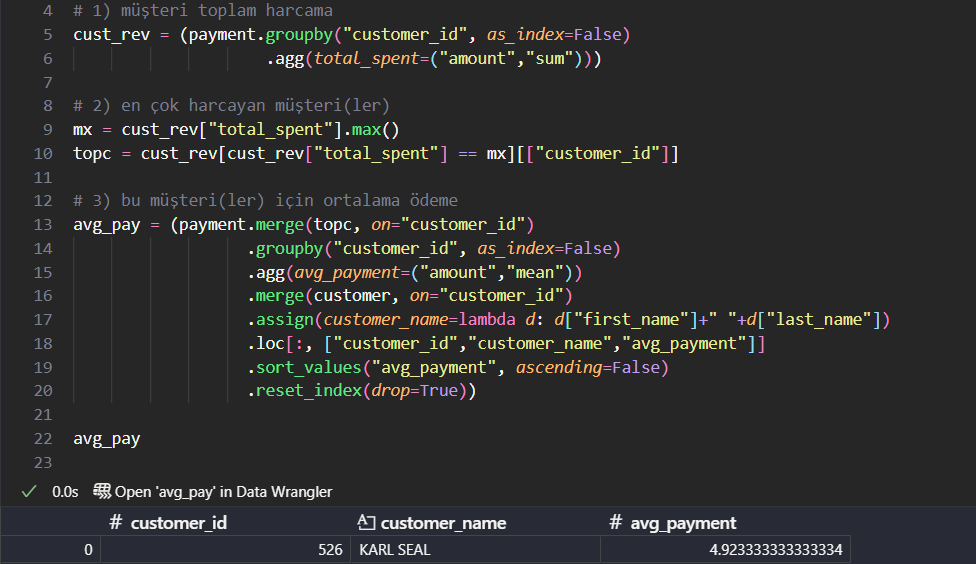 4 # 1) müşteri toplam harcama
5 cust_rev = (payment.groupby("customer_id", as_index=False)
6 .agg(total_spent=("amount","sum")))
7
8 # 2) en çok harcayan müşteri(ler)
9 mx = cust_rev["total_spent"].max()
10 topc = cust_rev[cust_rev["total_spent"] == mx][["customer_id"]]
11
12 # 3) bu müşteri(ler) için ortalama ödeme
13 avg_pay = (payment.merge(topc, on="customer_id")
14 .groupby("customer_id", as_index=False)
15 .agg(avg_payment=("amount","mean"))
16 .merge(customer, on="customer_id")
17 .assign(customer_name=lambda d: d["first_name"]+" "+d["last_name"])
18 .loc[:, ["customer_id","customer_name","avg_payment"]]
19 .sort_values("avg_payment", ascending=False)
20 .reset_index(drop=True))
21
22 avg_pay
23
✓ 0.0s Open 'avg_pay' in Data Wrangler
# customer_id A customer_name # avg_payment
0 526 KARL SEAL 4.923333333333334